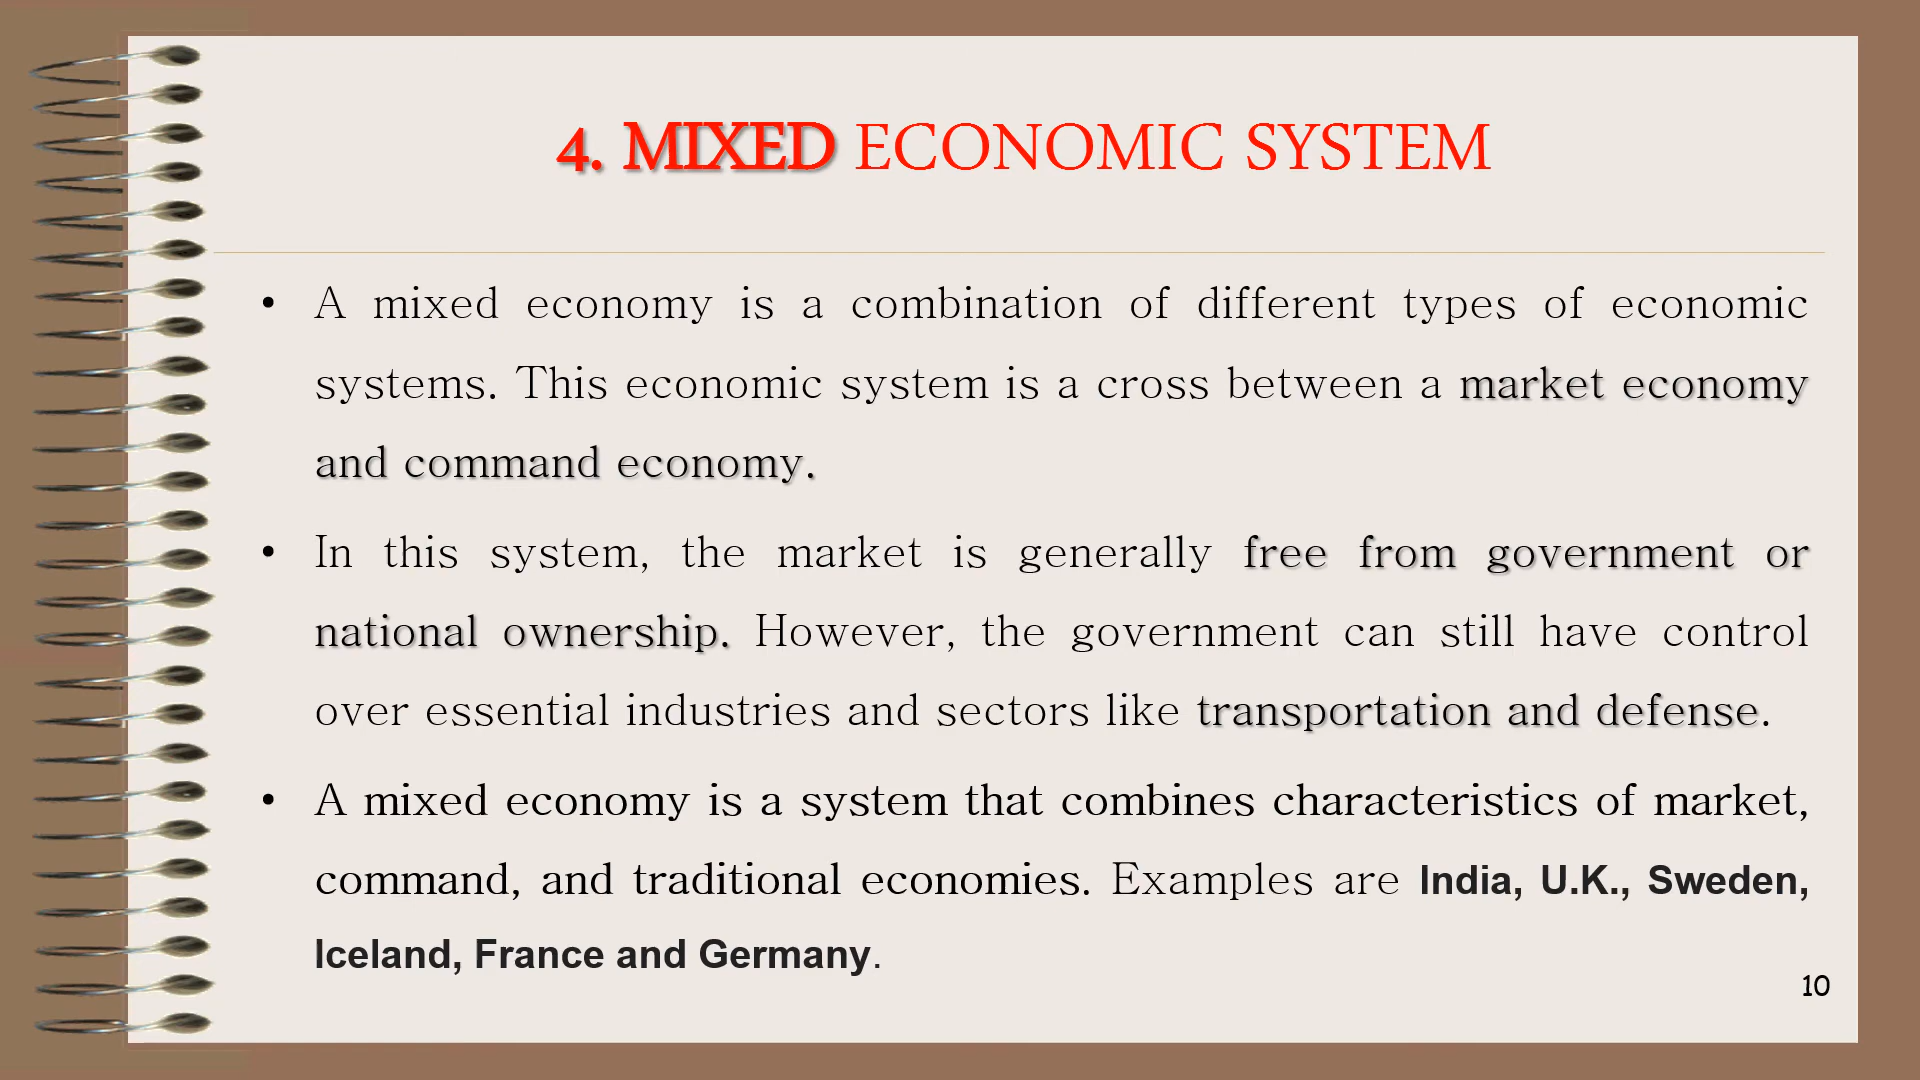 4. MIXED ECONOMIC SYSTEM
• A mixed economy is a combination of different types of economic
systems. This economic system is a cross between a market economy
and command economy.
• In this system, the market is generally free from government or
national ownership. However, the government can still have control
over essential industries and sectors like transportation and defense.
• A mixed economy is a system that combines characteristics of market,
command, and traditional economies. Examples are India, U.K., Sweden,
Iceland, France and Germany.
10